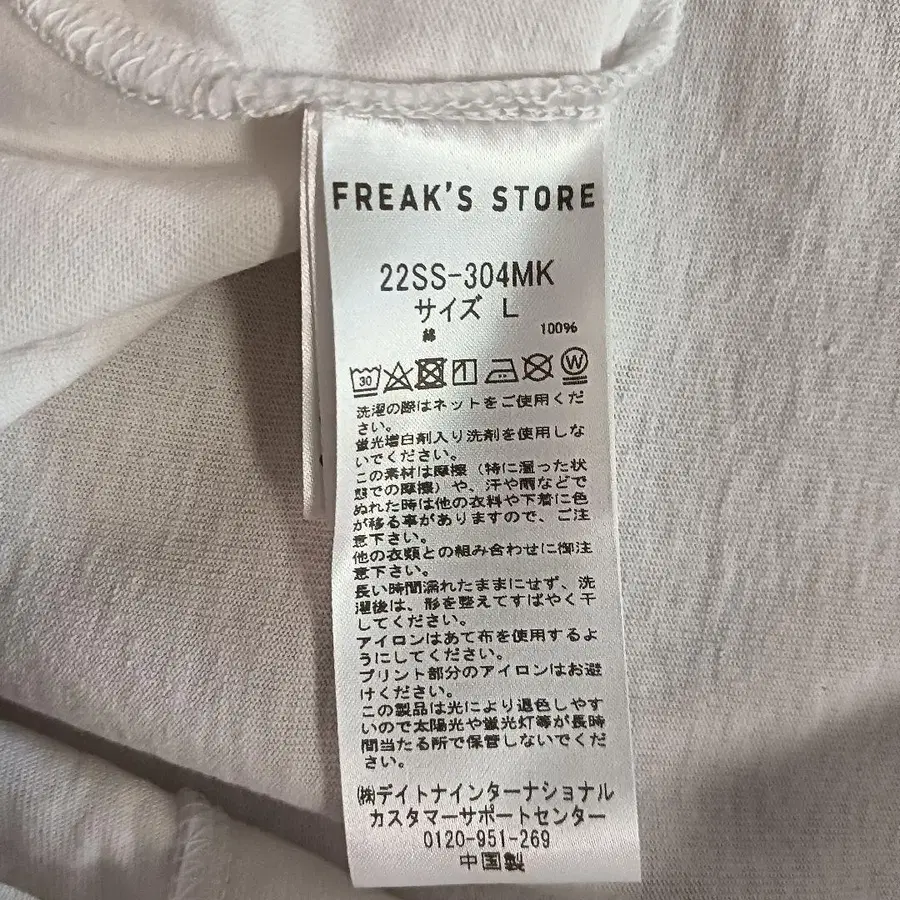 FREAK'S STORE
22SS-304MK
サイズ L
綿 100%
30 1 W
洗濯の際はネットをご使用くだ
さい。
蛍光増白剤入り洗剤を使用しな
いでください。
この素材は摩擦（特に湿った状
態での摩擦）や、汗や雨などで
ぬれた時は他の衣料や下着に色
が移る事がありますので、ご注
意下さい。
他の衣類との組み合わせに御注
意下さい。
長い時間濡れたままにせず、洗
濯後は、形を整えてすばやく干
してください。
アイロンはあて布を使用するよ
うにしてください。
プリント部分のアイロンはお避
けください。
この製品は光により退色しやす
いので太陽光や蛍光灯等が長時
間当たる所で保管しないでくだ
さい。
㈱デイトナインターナショナル
カスタマーサポートセンター
0120-951-269
中国製